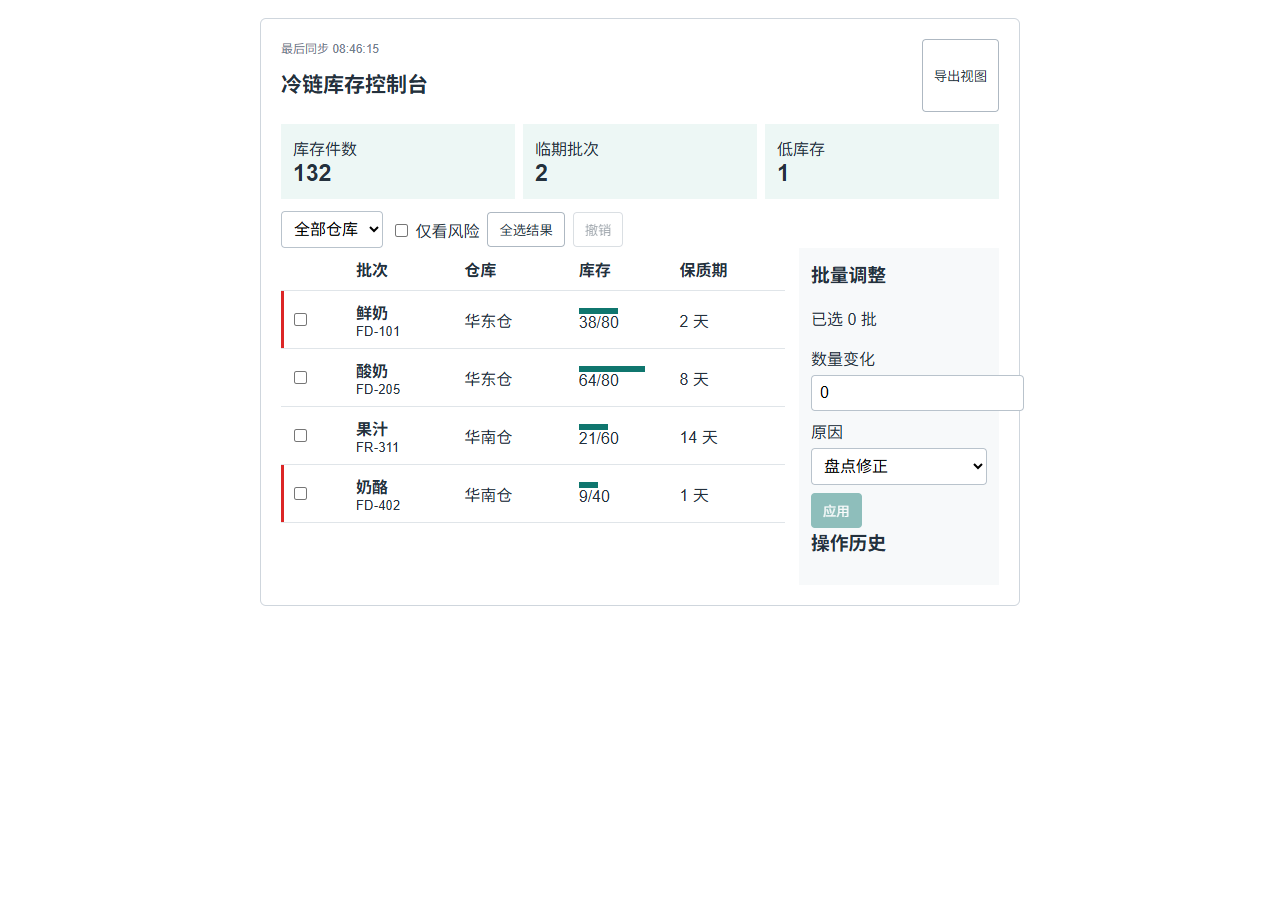 最后同步 08:46:15
冷链库存控制台
导出视图
库存件数
132
临期批次
2
低库存
1
全部仓库
仅看风险
全选结果
撤销
批次 仓库 库存 保质期
鲜奶
FD-101
华东仓
38/80
2 天
酸奶
FD-205
华东仓
64/80
8 天
果汁
FR-311
华南仓
21/60
14 天
奶酪
FD-402
华南仓
9/40
1 天
批量调整
已选 0 批
数量变化
0
原因
盘点修正
应用
操作历史